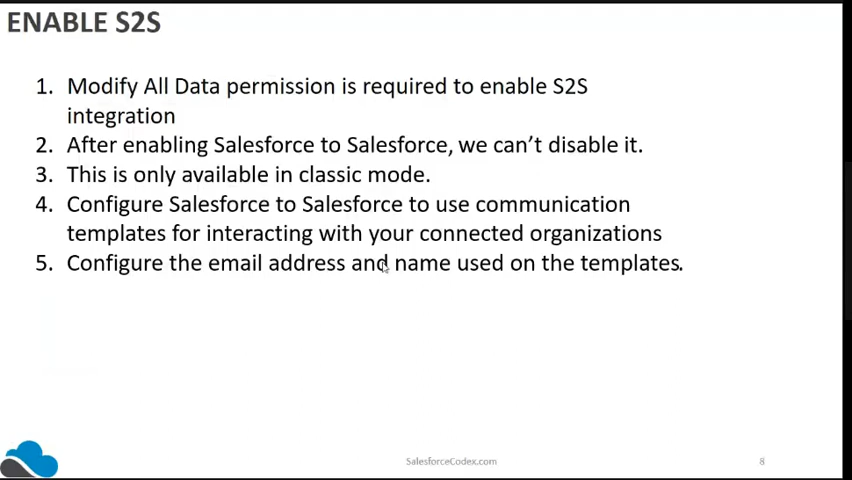 ENABLE S2S
1. Modify All Data permission is required to enable S2S
integration
2. After enabling Salesforce to Salesforce, we can't disable it.
3. This is only available in classic mode.
4. Configure Salesforce to Salesforce to use communication
templates for interacting with your connected organizations
5. Configure the email address and name used on the templates.
SalesforceCodex.com
8